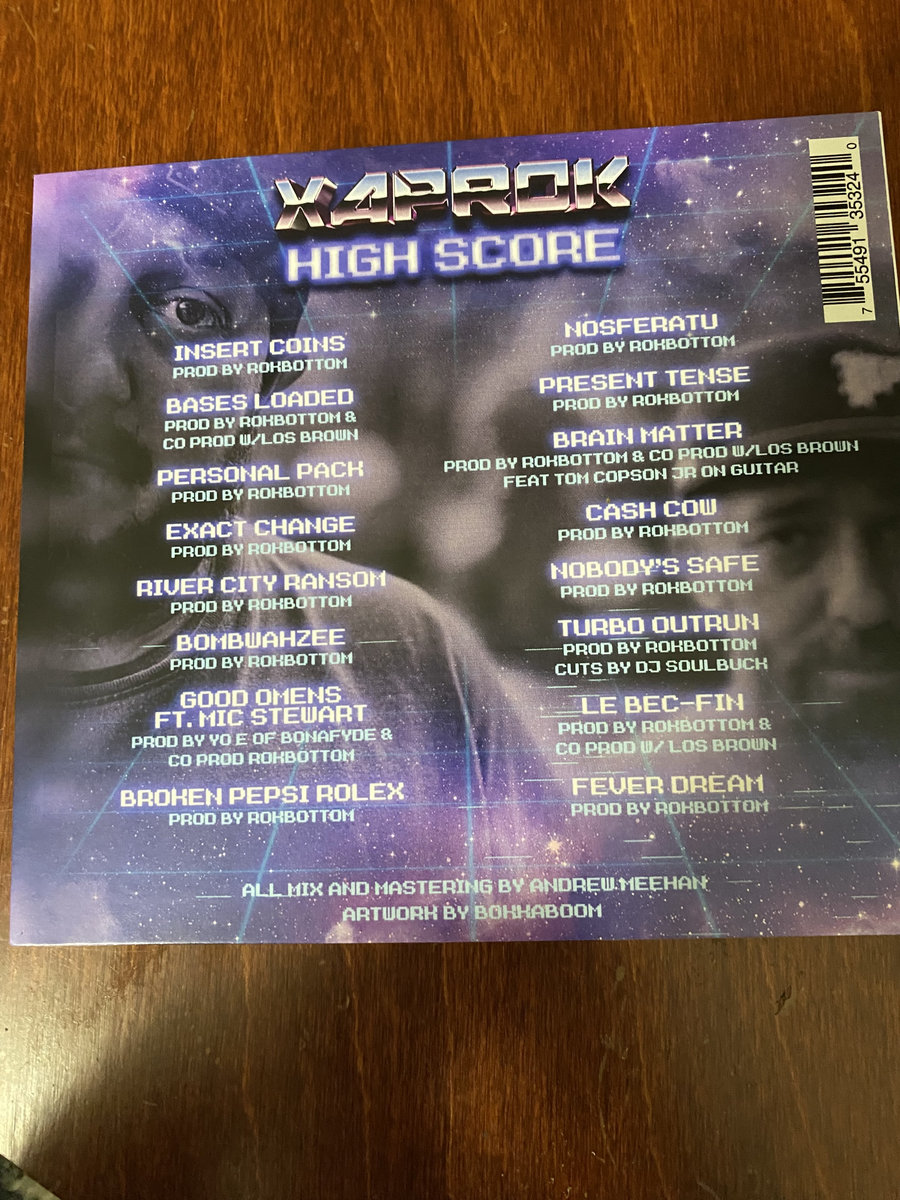 XAPROK
HIGH SCORE
INSERT COINS
PROD BY ROKBOTTOM
BASES LOADED
PROD BY ROKBOTTOM &
CO PROD W/LOS BROWN
PERSONAL PACK
PROD BY ROKBOTTOM
EXACT CHANGE
PROD BY ROKBOTTOM
RIVER CITY RANSOM
PROD BY ROKBOTTOM
BOMBWAHZEE
PROD BY ROKBOTTOM
GOOD OMENS
FT. MIC STEWART
PROD BY YO.E OF BONAFYDE &
CO PROD ROKBOTTOM
BROKEN PEPSI ROLEX
PROD BY ROKBOTTOM
NOSFERATU
PROD BY ROKBOTTOM
PRESENT TENSE
PROD BY ROKBOTTOM
BRAIN MATTER
PROD BY ROKBOTTOM & CO PROD W/LOS BROWN
FEAT TOM COPSON JR ON GUITAR
CASH COW
PROD BY ROKBOTTOM
NOBODY'S SAFE
PROD BY ROKBOTTOM
TURBO OUTRUN
PROD BY ROKBOTTOM
CUTS BY DJ SOULBUCK
LE BEC-FIN
PROD BY ROKBOTTOM &
CO PROD W/ LOS BROWN
FEVER DREAM
PROD BY ROKBOTTOM
ALL MIX AND MASTERING BY ANDREW MEEHAN
ARTWORK BY BOKKABOOM
7 55491 35324 0